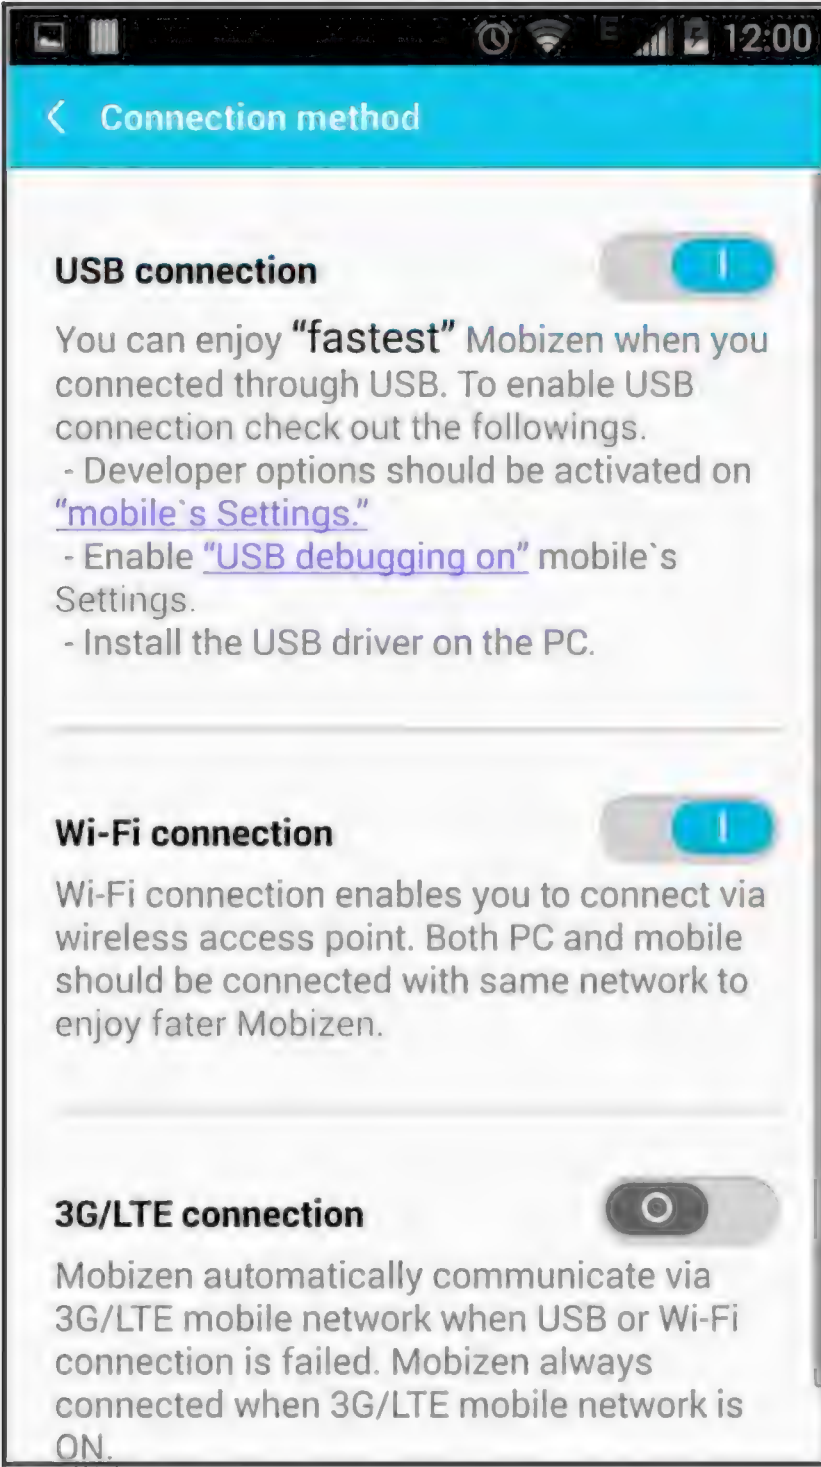 E 12:00
Connection method
USB connection
You can enjoy “fastest” Mobizen when you
connected through USB. To enable USB
connection check out the followings.
- Developer options should be activated on
“mobile`s Settings.”
- Enable “USB debugging on” mobile`s
Settings.
- Install the USB driver on the PC.
Wi-Fi connection
Wi-Fi connection enables you to connect via
wireless access point. Both PC and mobile
should be connected with same network to
enjoy fater Mobizen.
3G/LTE connection
Mobizen automatically communicate via
3G/LTE mobile network when USB or Wi-Fi
connection is failed. Mobizen always
connected when 3G/LTE mobile network is
ON.